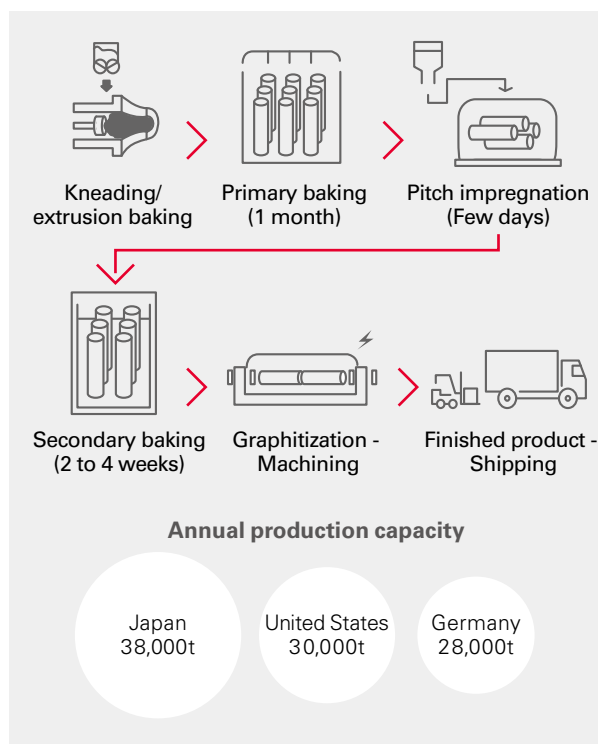 Kneading/
extrusion baking
Primary baking
(1 month)
Pitch impregnation
(Few days)
Secondary baking
(2 to 4 weeks)
Graphitization -
Machining
Finished product -
Shipping
Annual production capacity
Japan
38,000t
United States
30,000t
Germany
28,000t